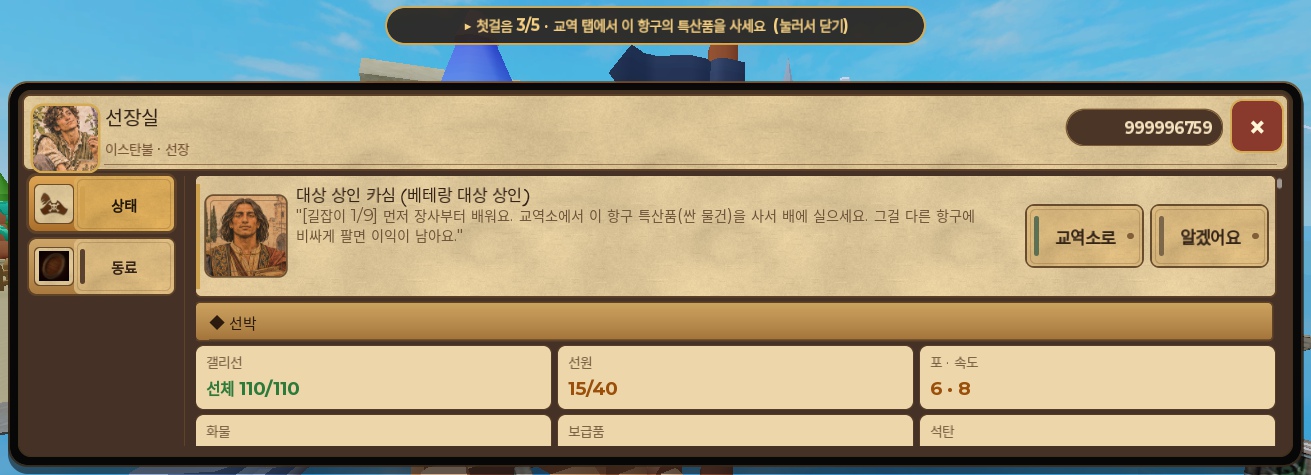 ▸ 첫걸음 3/5 · 교역 탭에서 이 항구의 특산품을 사세요 (눌러서 닫기)
선장실
이스탄불 · 선장
999996759
×
상태
동료
대상 상인 카심 (베테랑 대상 상인)
"[길잡이 1/9] 먼저 장사부터 배워요. 교역소에서 이 항구 특산품(싼 물건)을 사서 배에 실으세요. 그걸 다른 항구에
비싸게 팔면 이익이 남아요."
교역소로
알겠어요
◆ 선박
갤리선
선체 110/110
선원
15/40
포 · 속도
6 · 8
화물
보급품
석탄